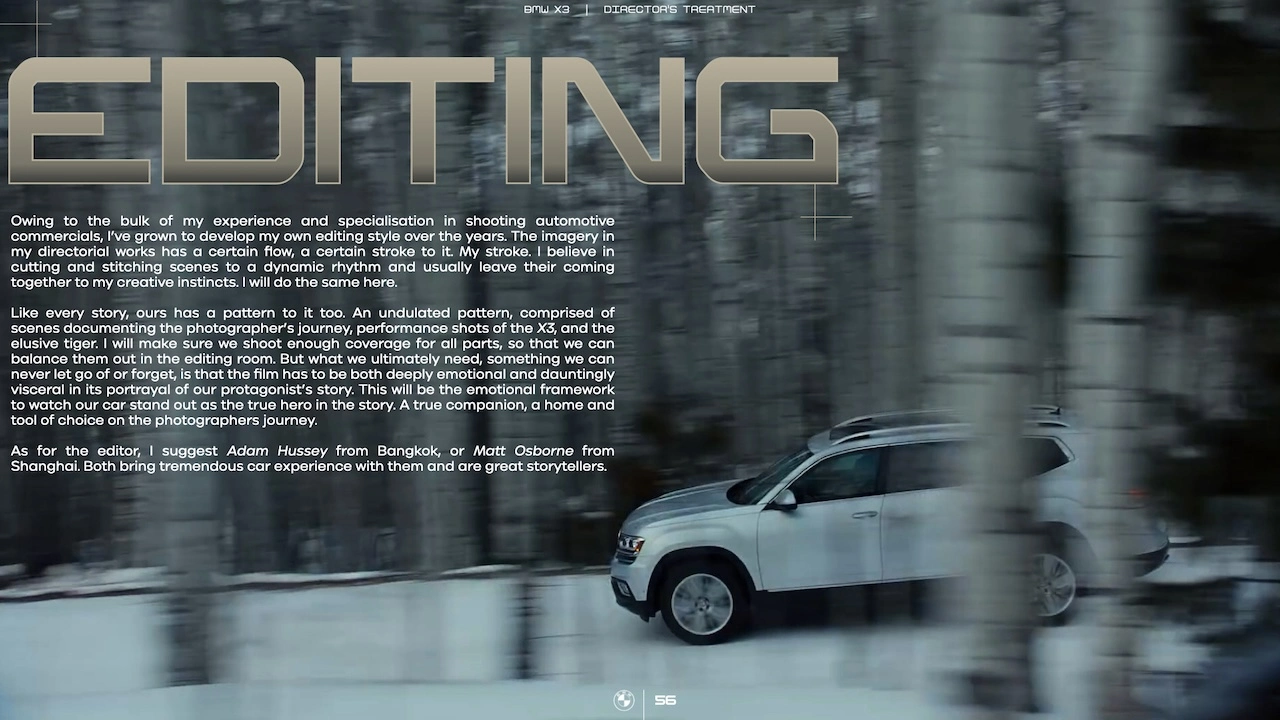 BMW X3 | DIRECTOR'S TREATMENT
EDITING
Owing to the bulk of my experience and specialisation in shooting automotive
commercials, I've grown to develop my own editing style over the years. The imagery in
my directorial works has a certain flow, a certain stroke to it. My stroke. I believe in
cutting and stitching scenes to a dynamic rhythm and usually leave their coming
together to my creative instincts. I will do the same here.
Like every story, ours has a pattern to it too. An undulated pattern, comprised of
scenes documenting the photographer's journey, performance shots of the X3, and the
elusive tiger. I will make sure we shoot enough coverage for all parts, so that we can
balance them out in the editing room. But what we ultimately need, something we can
never let go of or forget, is that the film has to be both deeply emotional and dauntingly
visceral in its portrayal of our protagonist's story. This will be the emotional framework
to watch our car stand out as the true hero in the story. A true companion, a home and
tool of choice on the photographers journey.
As for the editor, I suggest Adam Hussey from Bangkok, or Matt Osborne from
Shanghai. Both bring tremendous car experience with them and are great storytellers.
56